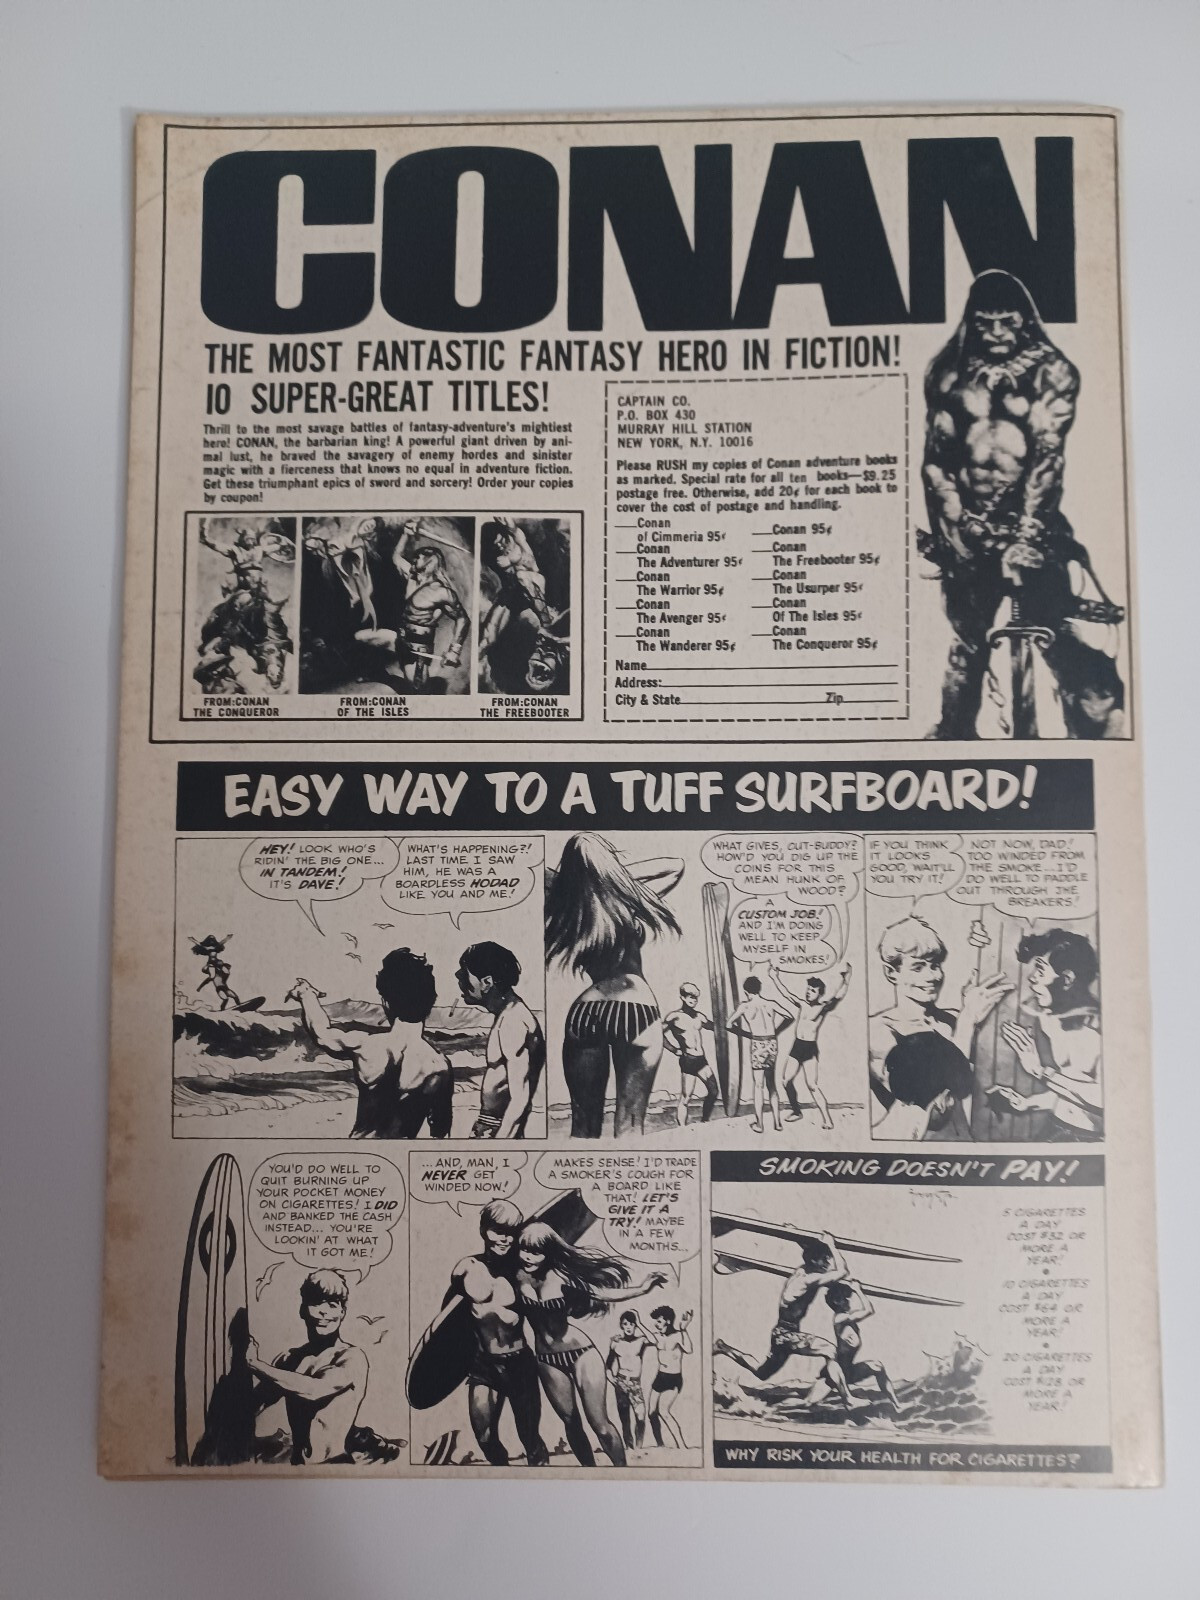 CONAN
THE MOST FANTASTIC FANTASY HERO IN FICTION!
10 SUPER-GREAT TITLES!
Thrill to the most savage battles of fantasy-adventure's mightiest
hero! CONAN, the barbarian king! A powerful giant driven by ani-
mal lust, he braved the savagery of enemy hordes and sinister
magic with a fierceness that knows no equal in adventure fiction.
Get these triumphant epics of sword and sorcery! Order your copies
by coupon!
FROM:CONAN
THE CONQUEROR
FROM:CONAN
OF THE ISLES
FROM:CONAN
THE FREEBOOTER
CAPTAIN CO.
P.O. BOX 430
MURRAY HILL STATION
NEW YORK, N.Y. 10016
Please RUSH my copies of Conan adventure books
as marked. Special rate for all ten books—$9.25
postage free. Otherwise, add 20¢ for each book to
cover the cost of postage and handling.
Conan
of Cimmeria 95¢
Conan 95¢
Conan
The Adventurer 95¢
Conan
The Freebooter 95¢
Conan
The Warrior 95¢
Conan
The Usurper 95¢
Conan
The Avenger 95¢
Conan
Of The Isles 95¢
Conan
The Wanderer 95¢
Conan
The Conqueror 95¢
Name
Address:
City & State Zip
EASY WAY TO A TUFF SURFBOARD!
HEY! LOOK WHO'S
RIDIN' THE BIG ONE...
IN TANDEM!
IT'S DAVE!
WHAT'S HAPPENING?!
LAST TIME I SAW
HIM, HE WAS A
BOARDLESS HODAD
LIKE YOU AND ME!
WHAT GIVES, CUT-BUDDY?
HOW'D YOU DIG UP THE
COINS FOR THIS
MEAN HUNK OF
WOOD?
A
CUSTOM JOB!
AND I'M DOING
WELL TO KEEP
MYSELF IN
SMOKES!
IF YOU THINK
IT LOOKS
GOOD, WAIT'LL
YOU TRY IT!
NOT NOW, DAD!
TOO WINDED FROM
THE SMOKE...I'D
DO WELL TO PADDLE
OUT THROUGH THE
BREAKERS!
YOU'D DO WELL TO
QUIT BURNING UP
YOUR POCKET MONEY
ON CIGARETTES! I DID
AND BANKED THE CASH
INSTEAD... YOU'RE
LOOKIN' AT WHAT
IT GOT ME!
...AND, MAN, I
NEVER GET
WINDED NOW!
MAKES SENSE! I'D TRADE
A SMOKER'S COUGH FOR
A BOARD LIKE
THAT! LET'S
GIVE IT A
TRY! MAYBE
IN A FEW
MONTHS...
SMOKING DOESN'T PAY!
5 CIGARETTES
A DAY
COST $32 OR
MORE A
YEAR!
10 CIGARETTES
A DAY
COST $64 OR
MORE A
YEAR!
20 CIGARETTES
A DAY
COST $128 OR
MORE A
YEAR!
WHY RISK YOUR HEALTH FOR CIGARETTES?